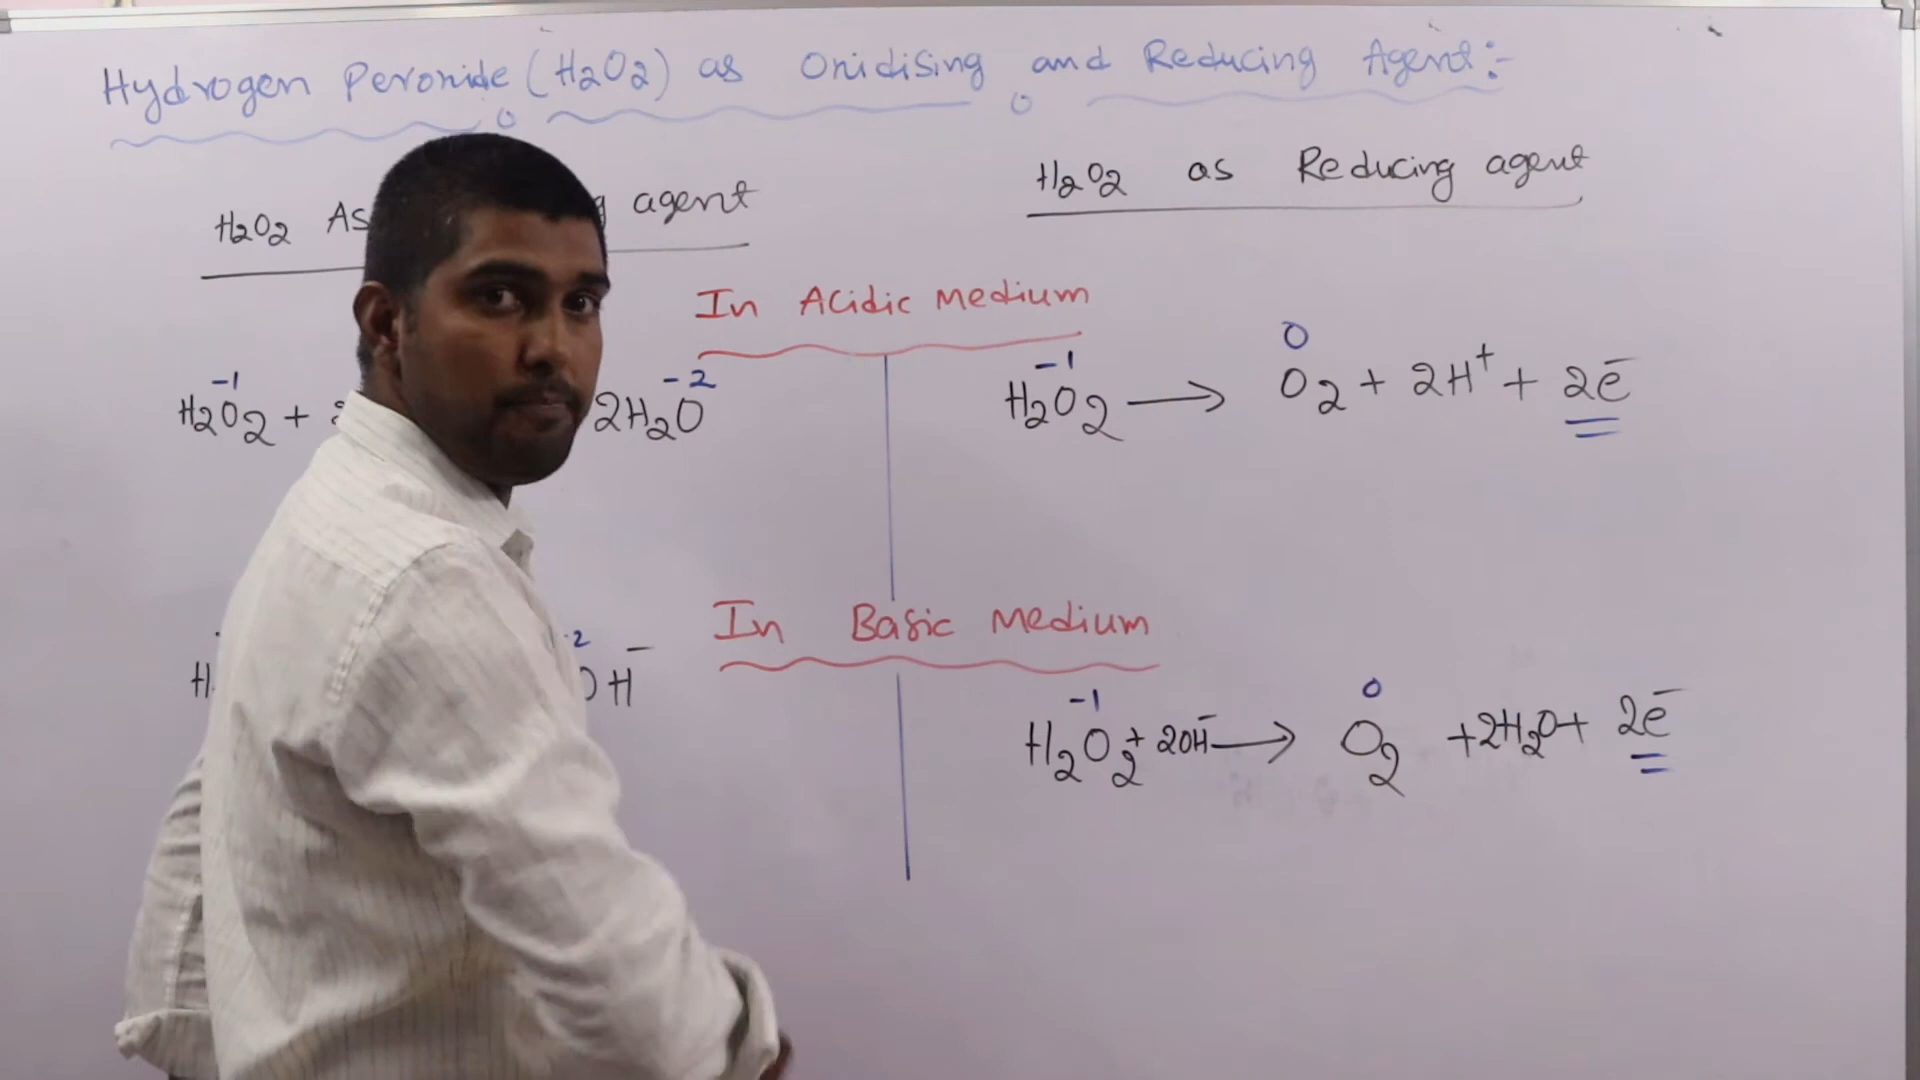 Hydrogen Peroxide (H2O2) as Oxidising and Reducing Agent:-
H2O2 As agent
H2O2 as Reducing agent
In Acidic Medium
-1 -2
H2O2 + 2H2O
-1 0
H2O2 ⟶ O2 + 2H+ + 2e-
In Basic Medium
2
H OH-
-1 0
H2O2 + 2OH- ⟶ O2 + 2H2O + 2e-